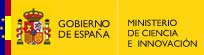 GOBIERNO
DE ESPAÑA
MINISTERIO
DE CIENCIA
E INNOVACIÓN